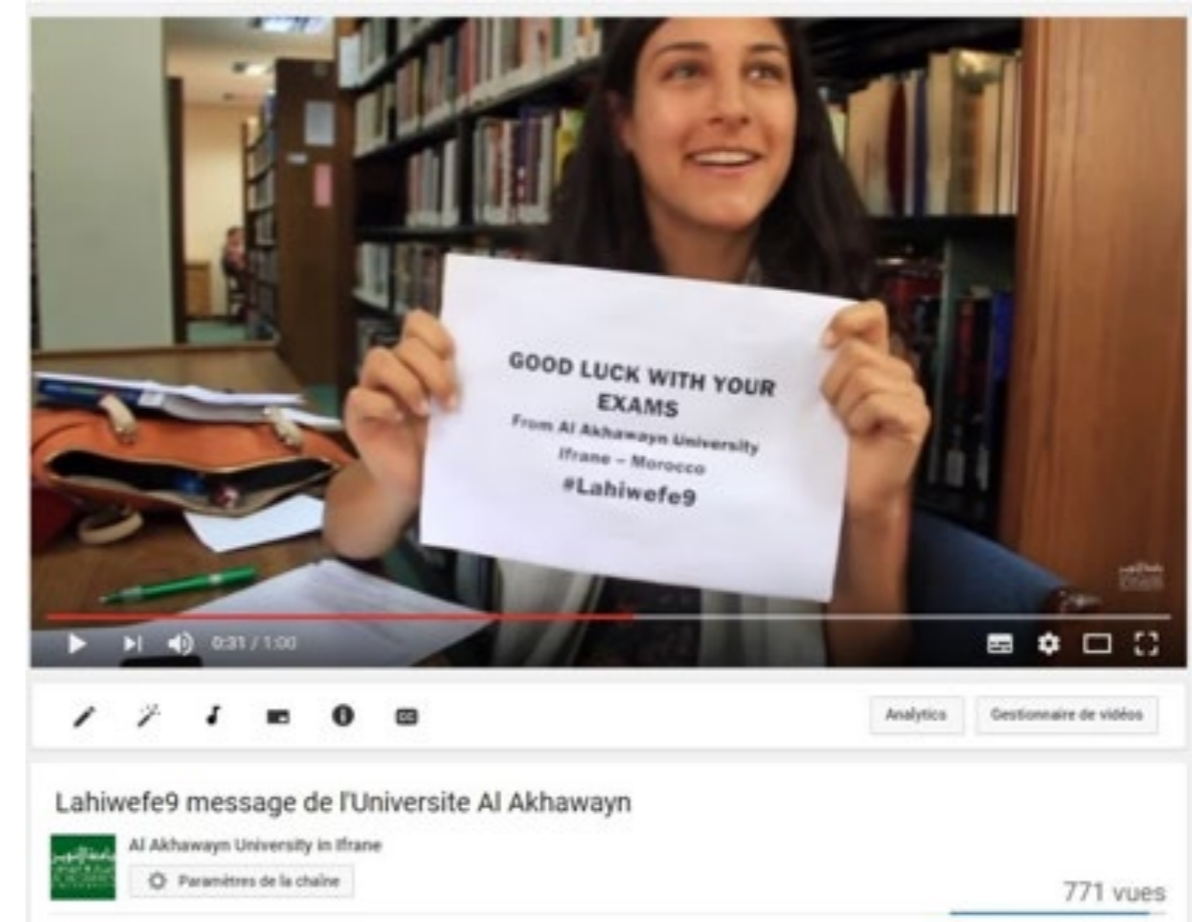 GOOD LUCK WITH YOUR
EXAMS
From Al Akhawayn University
Ifrane – Morocco
#Lahiwefe9
0:31 / 1:00
Analytics
Gestionnaire de vidéos
Lahiwefe9 message de l'Universite Al Akhawayn
Al Akhawayn University in Ifrane
Paramètres de la chaîne
771 vues